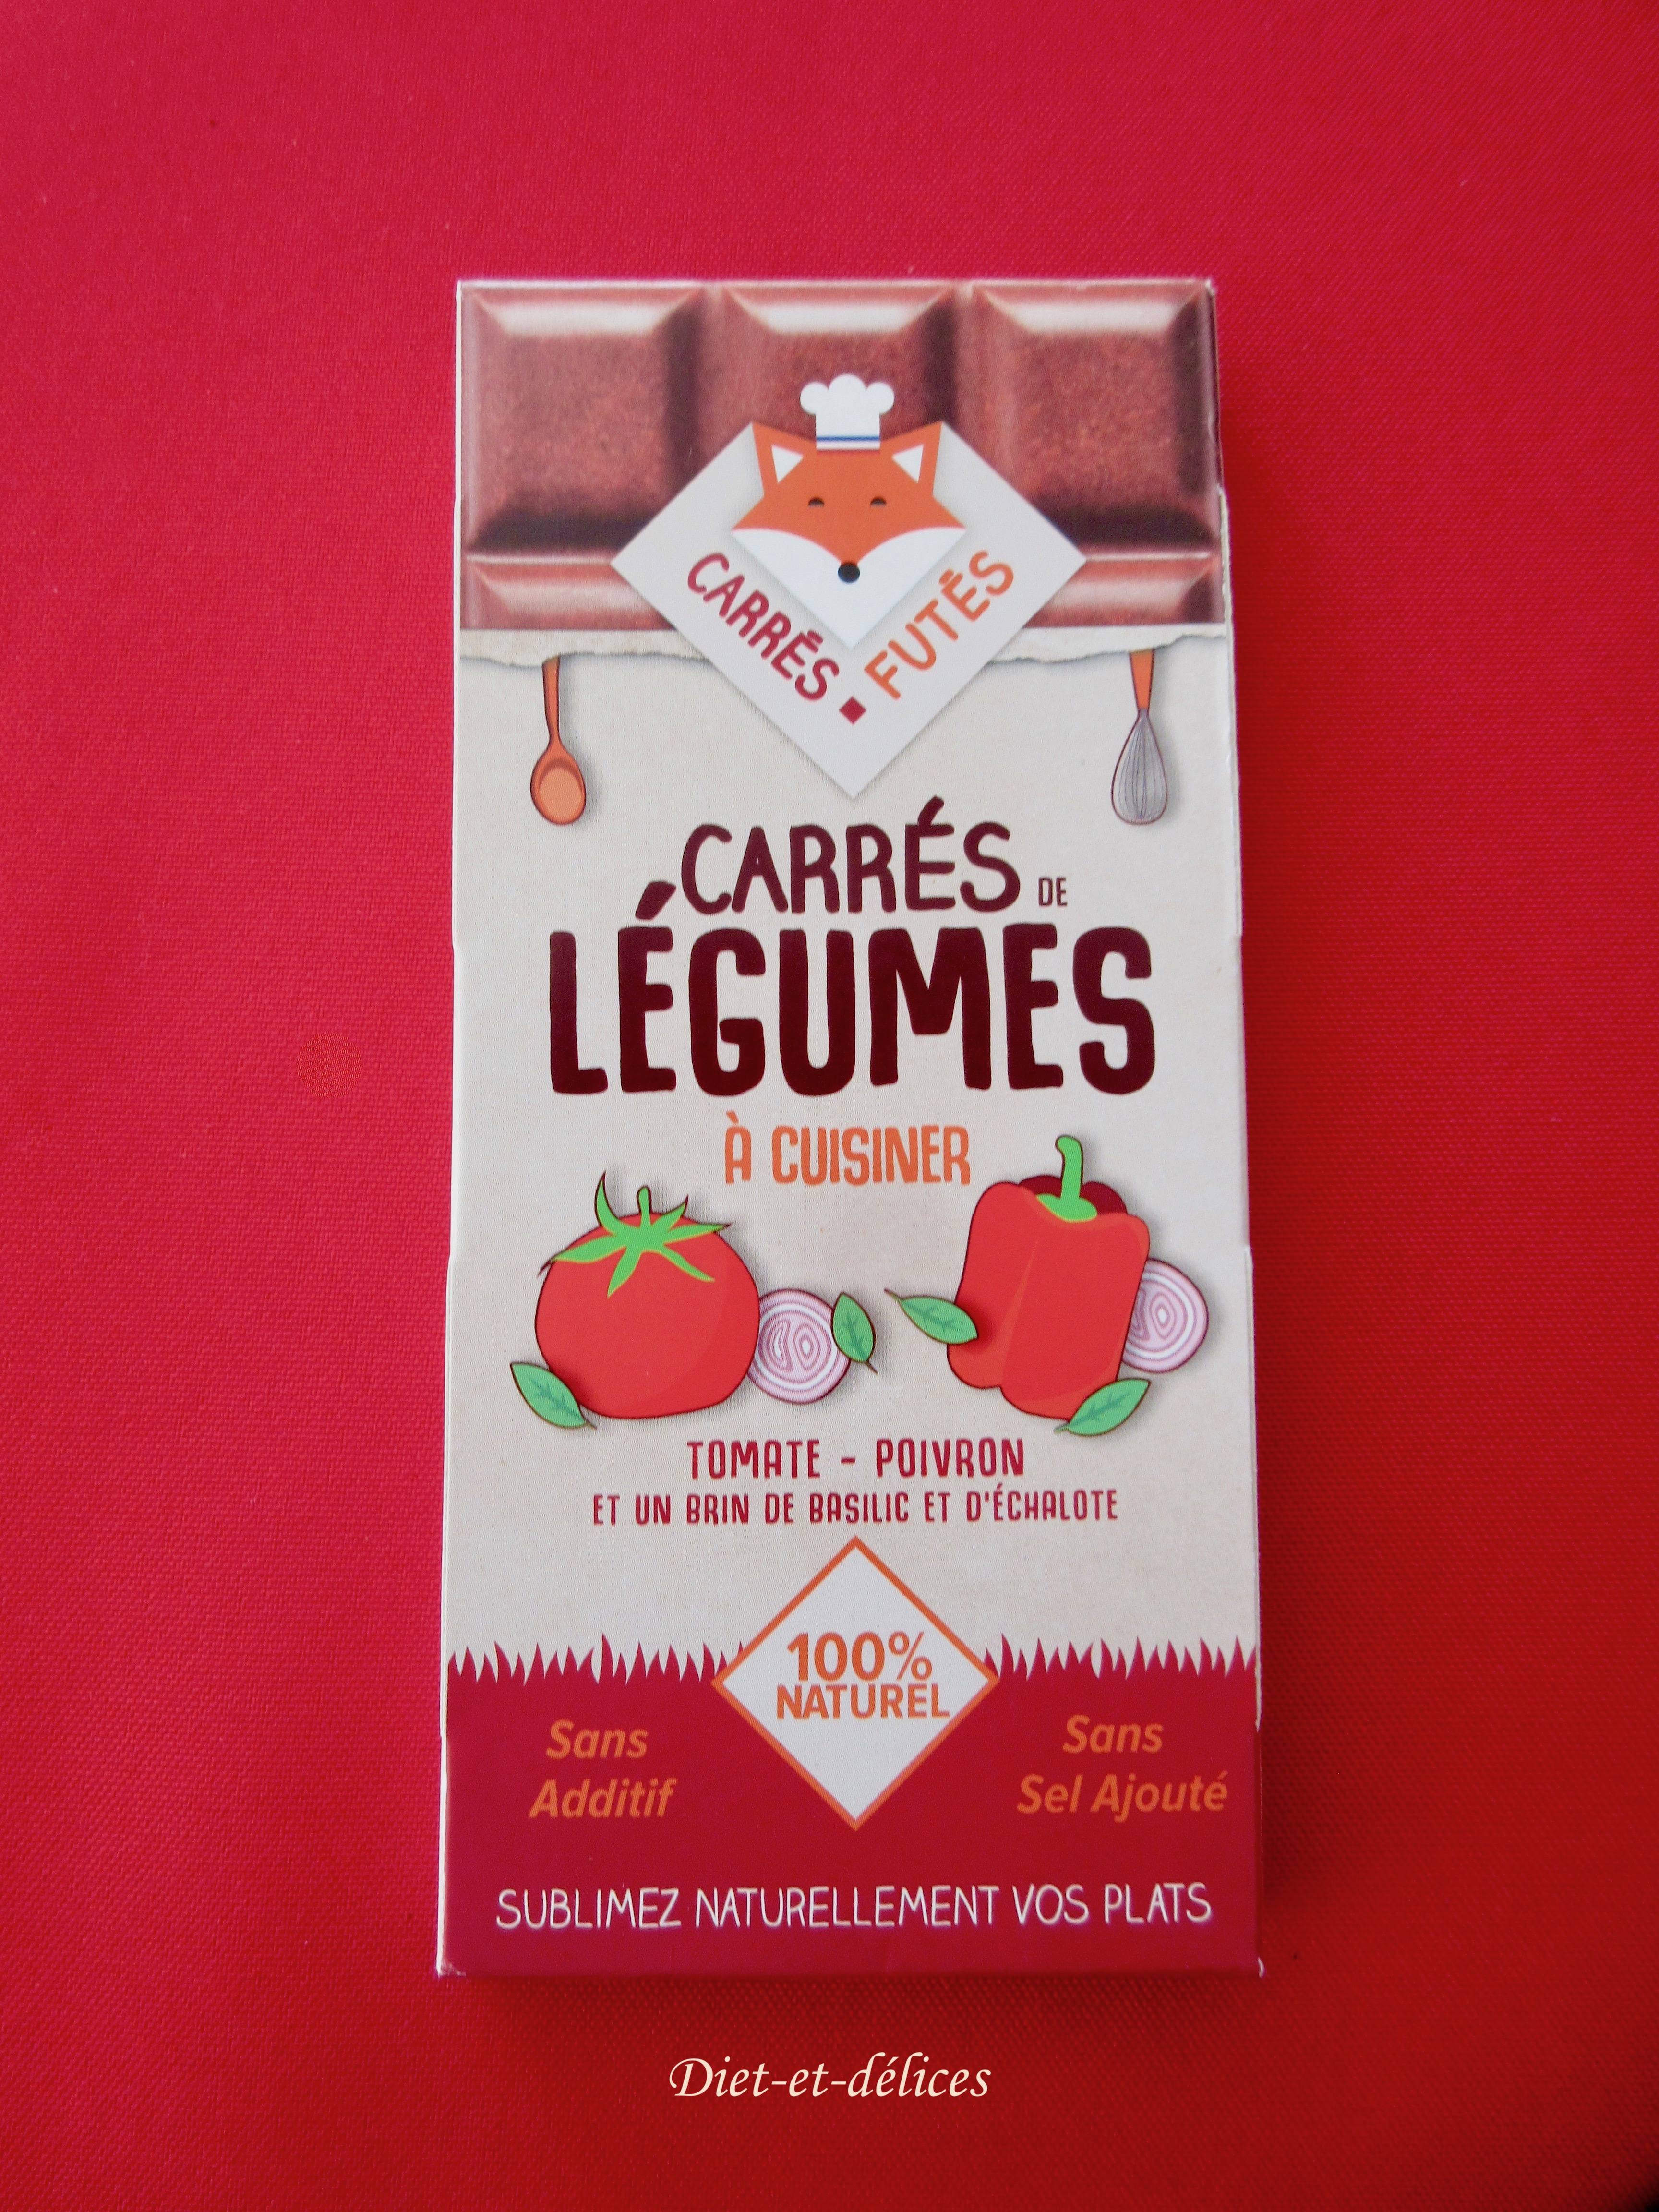 CARRÉS ▪ FUTÉS
CARRÉS DE
LÉGUMES
À CUISINER
TOMATE - POIVRON
ET UN BRIN DE BASILIC ET D'ÉCHALOTE
100%
NATUREL
Sans
Additif
Sans
Sel Ajouté
SUBLIMEZ NATURELLEMENT VOS PLATS
Diet-et-délices